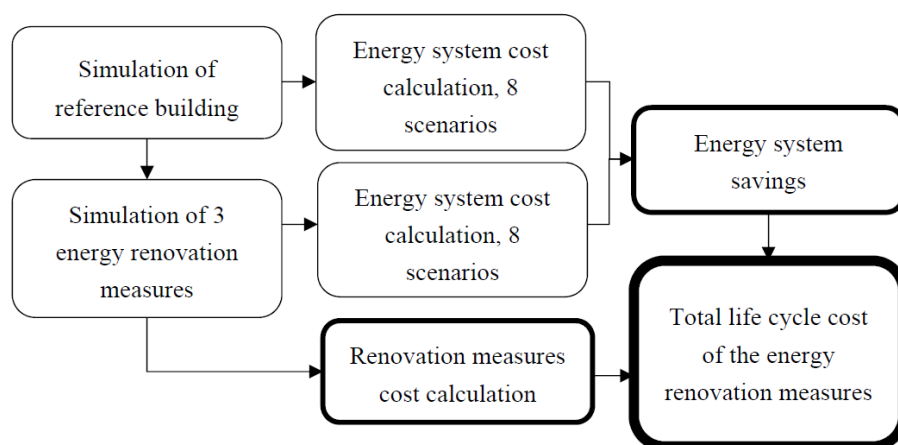 Simulation of
reference building
Energy system cost
calculation, 8
scenarios
Energy system
savings
Simulation of 3
energy renovation
measures
Energy system cost
calculation, 8
scenarios
Renovation measures
cost calculation
Total life cycle cost
of the energy
renovation measures